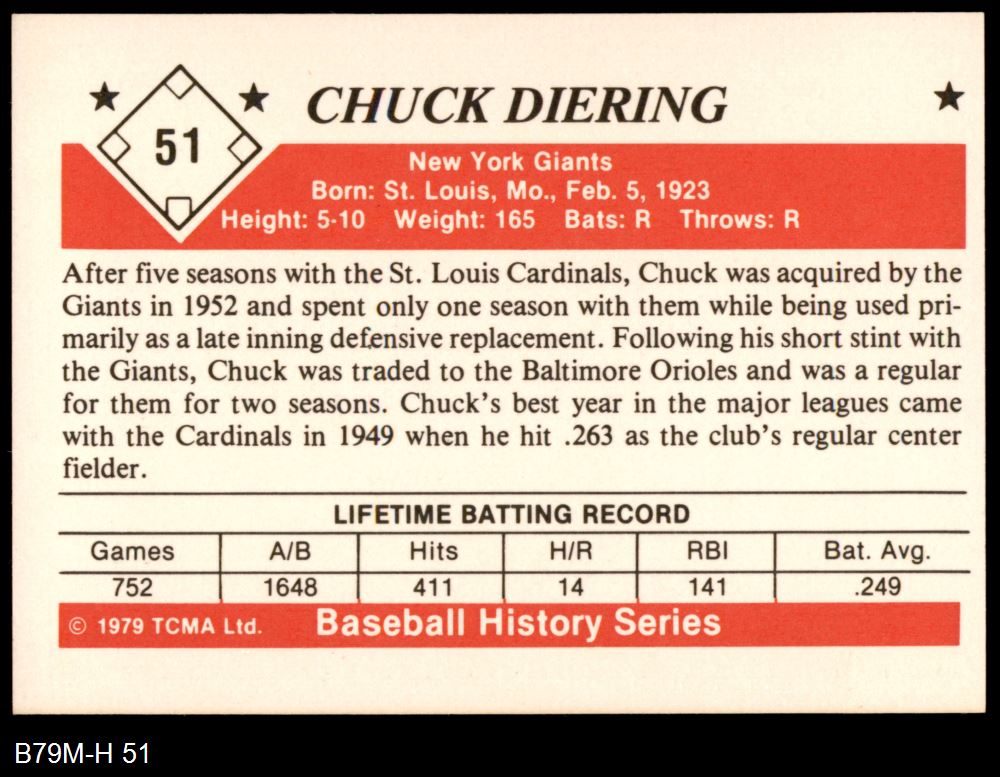 51
CHUCK DIERING
New York Giants
Born: St. Louis, Mo., Feb. 5, 1923
Height: 5-10 Weight: 165 Bats: R Throws: R
After five seasons with the St. Louis Cardinals, Chuck was acquired by the
Giants in 1952 and spent only one season with them while being used pri-
marily as a late inning defensive replacement. Following his short stint with
the Giants, Chuck was traded to the Baltimore Orioles and was a regular
for them for two seasons. Chuck's best year in the major leagues came
with the Cardinals in 1949 when he hit .263 as the club's regular center
fielder.
LIFETIME BATTING RECORD
Games A/B Hits H/R RBI Bat. Avg.
752 1648 411 14 141 .249
© 1979 TCMA Ltd. Baseball History Series
B79M-H 51